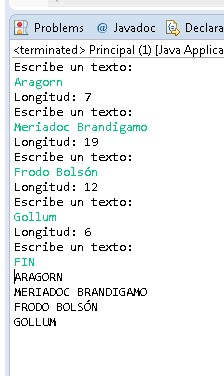 Problems @ Javadoc Declara
<terminated> Principal (1) [Java Applica
Escribe un texto:
Aragorn
Longitud: 7
Escribe un texto:
Meriadoc Brandigamo
Longitud: 19
Escribe un texto:
Frodo Bolsón
Longitud: 12
Escribe un texto:
Gollum
Longitud: 6
Escribe un texto:
FIN
ARAGORN
MERIADOC BRANDIGAMO
FRODO BOLSÓN
GOLLUM